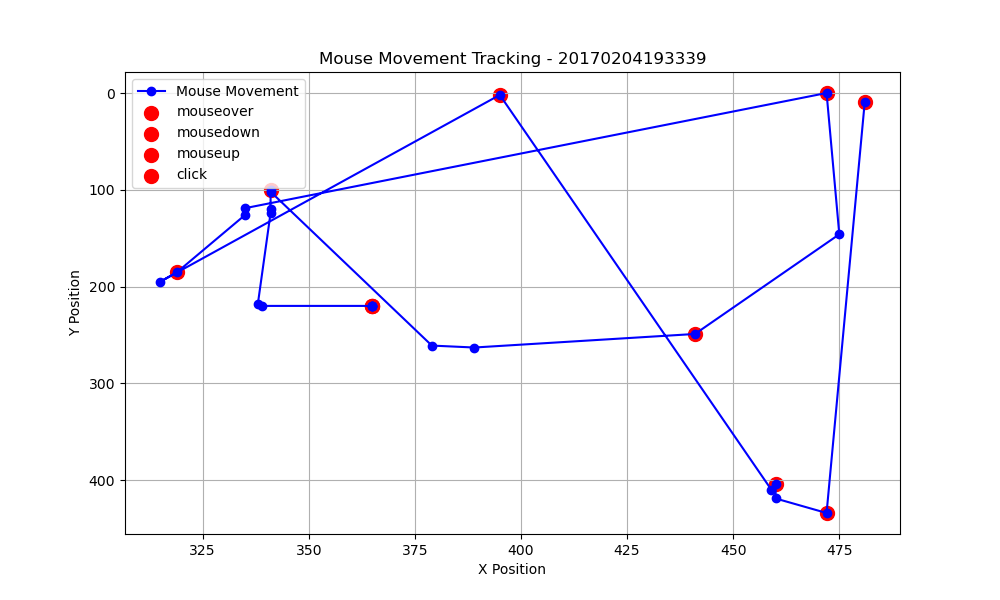 Mouse Movement Tracking - 20170204193339
Mouse Movement
mouseover
mousedown
mouseup
click
0
100
200
300
400
Y Position
325
350
375
400
425
450
475
X Position